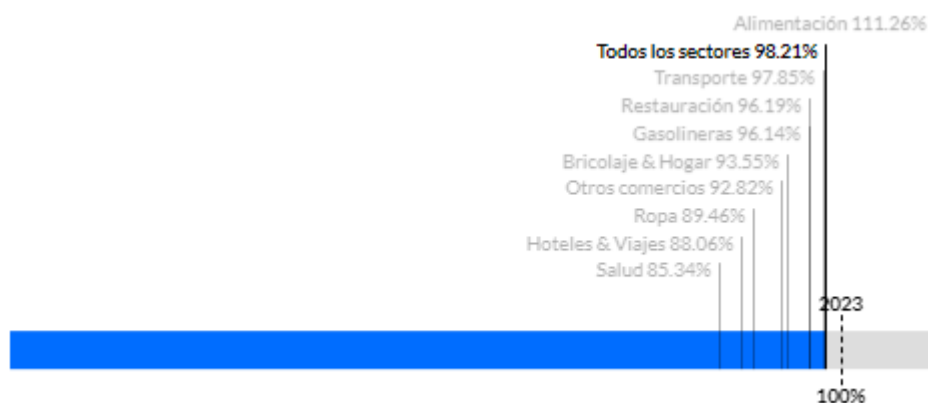 Alimentación 111.26%
Todos los sectores 98.21%
Transporte 97.85%
Restauración 96.19%
Gasolineras 96.14%
Bricolaje & Hogar 93.55%
Otros comercios 92.82%
Ropa 89.46%
Hoteles & Viajes 88.06%
Salud 85.34%
2023
100%